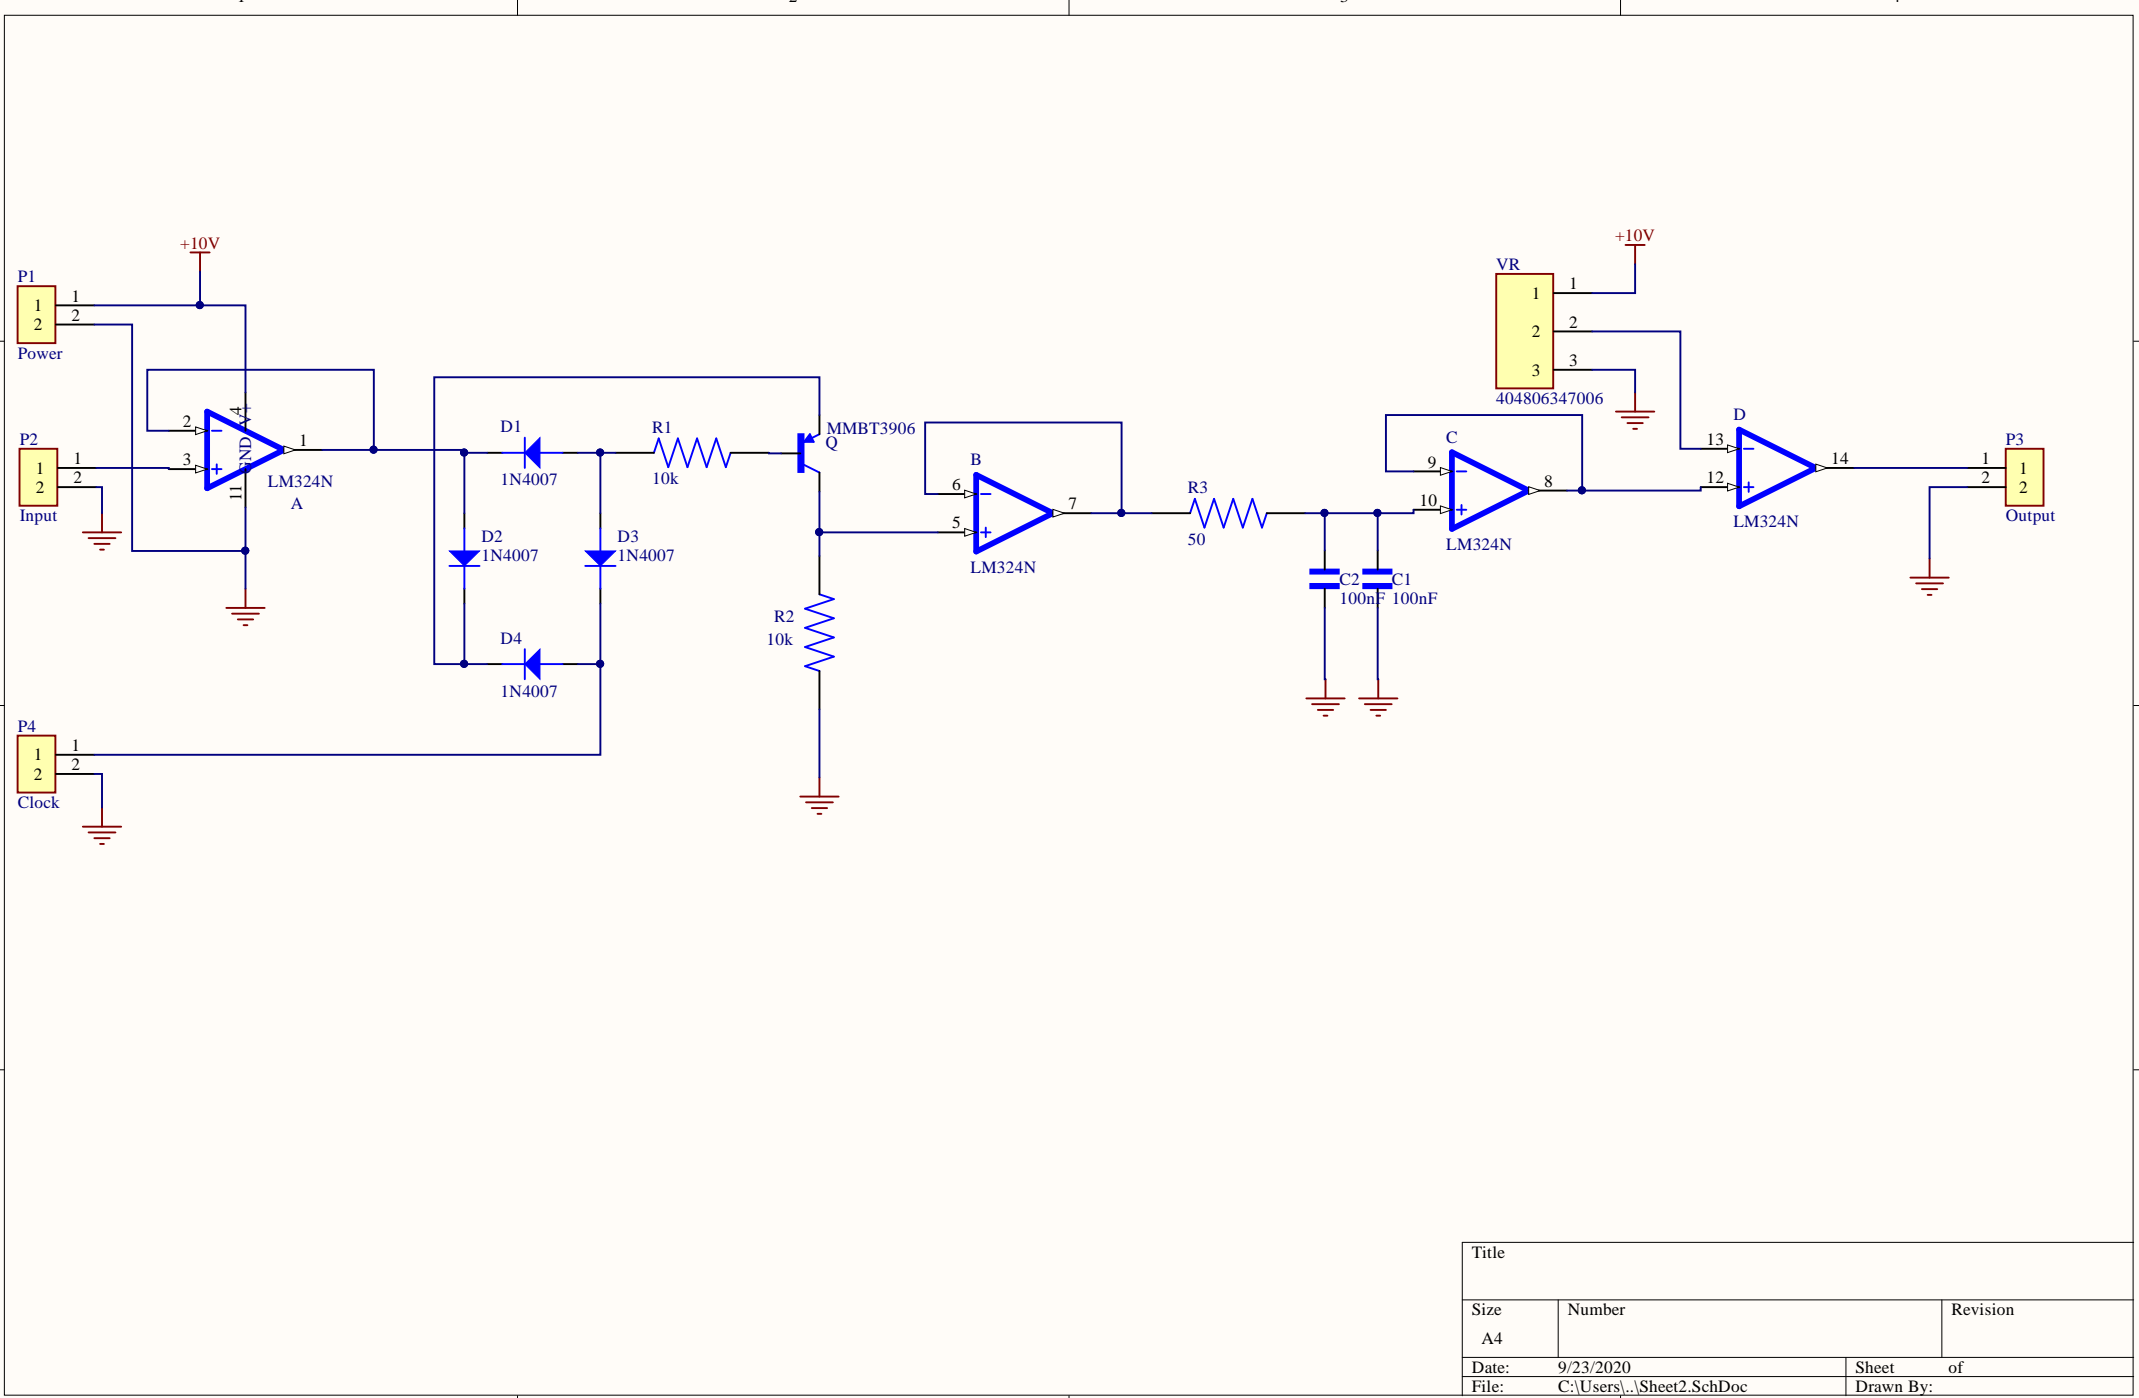 +10V
P1
1
2
1
2
Power
P2
1
2
1
2
Input
2
3
4
V+
GND
11
1
LM324N
A
P4
1
2
1
2
Clock
D1
1N4007
D2
1N4007
D3
1N4007
D4
1N4007
R1
10k
MMBT3906
Q
R2
10k
B
6
5
7
LM324N
R3
50
C2
100nF
C1
100nF
C
9
10
8
LM324N
+10V
VR
1
2
3
1
2
3
404806347006
D
13
12
14
LM324N
P3
1
2
1
2
Output
Title
Size
Number
Revision
A4
Date: 9/23/2020 Sheet of
File: C:\Users\..\Sheet2.SchDoc Drawn By: